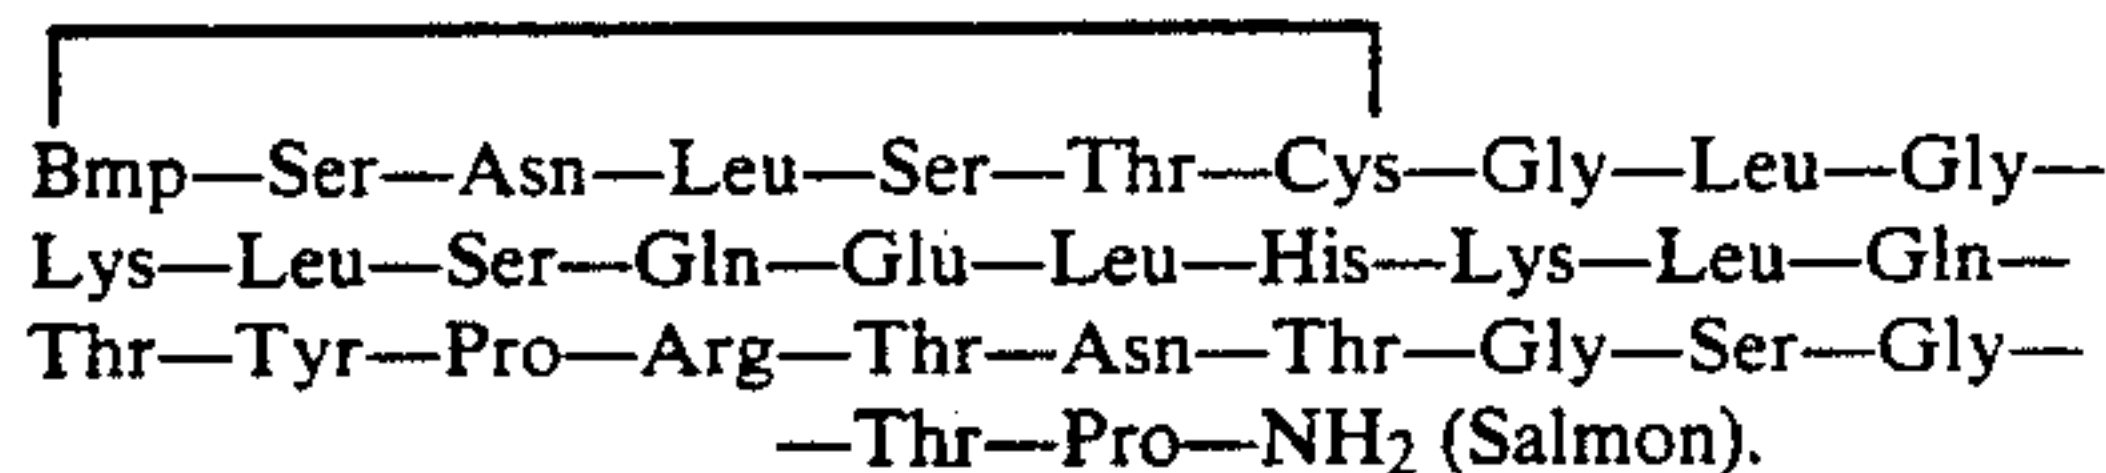 Bmp—Ser—Asn—Leu—Ser—Thr—Cys—Gly—Leu—Gly—
Lys—Leu—Ser—Gln—Glu—Leu—His—Lys—Leu—Gln—
Thr—Tyr—Pro—Arg—Thr—Asn—Thr—Gly—Ser—Gly—
—Thr—Pro—NH₂ (Salmon).